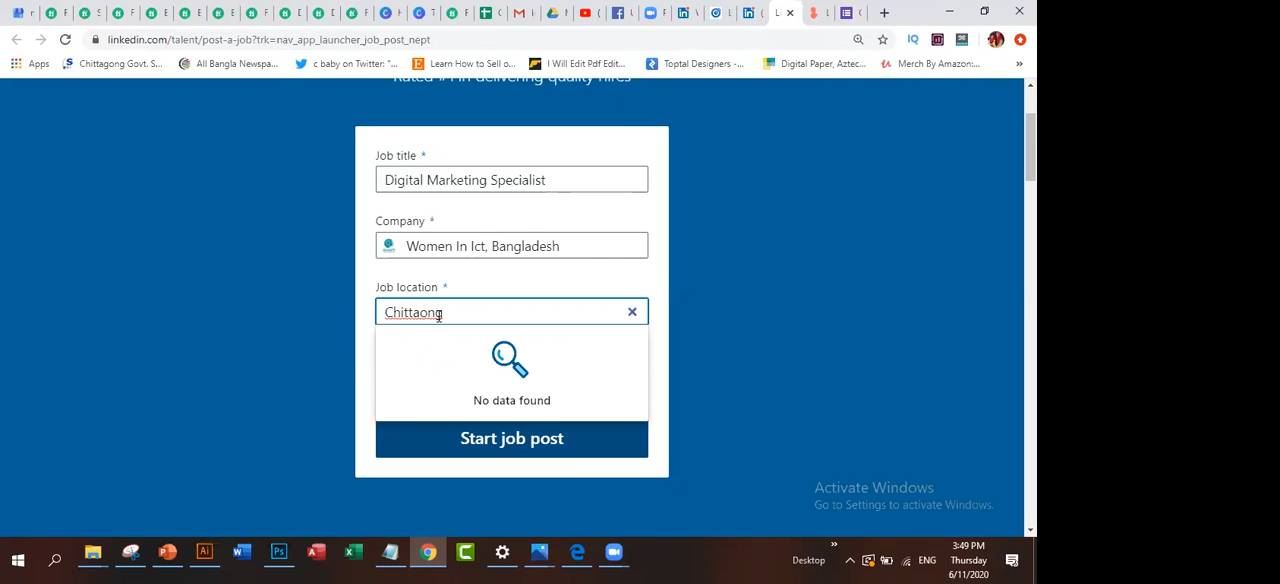 linkedin.com/talent/post-a-job?trk=nav_app_launcher_job_post_nept
Apps
Chittagong Govt. S...
All Bangla Newspa...
c baby on Twitter: "...
Learn How to Sell o...
I Will Edit Pdf Edit...
Toptal Designers -...
Digital Paper, Aztec...
Merch By Amazon:...
»
Job title *
Digital Marketing Specialist
Company *
Women In Ict, Bangladesh
Job location *
Chittaong
No data found
Start job post
Activate Windows
Go to Settings to activate Windows.
Desktop
»
ENG
3:49 PM
Thursday
6/11/2020